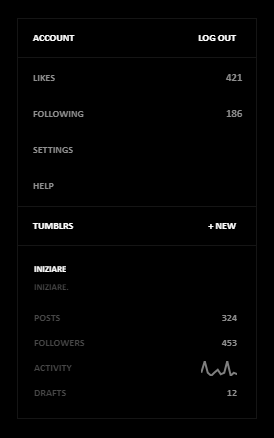 ACCOUNT LOG OUT
LIKES 421
FOLLOWING 186
SETTINGS
HELP
TUMBLRS + NEW
INIZIARE
INIZIARE.
POSTS 324
FOLLOWERS 453
ACTIVITY
DRAFTS 12